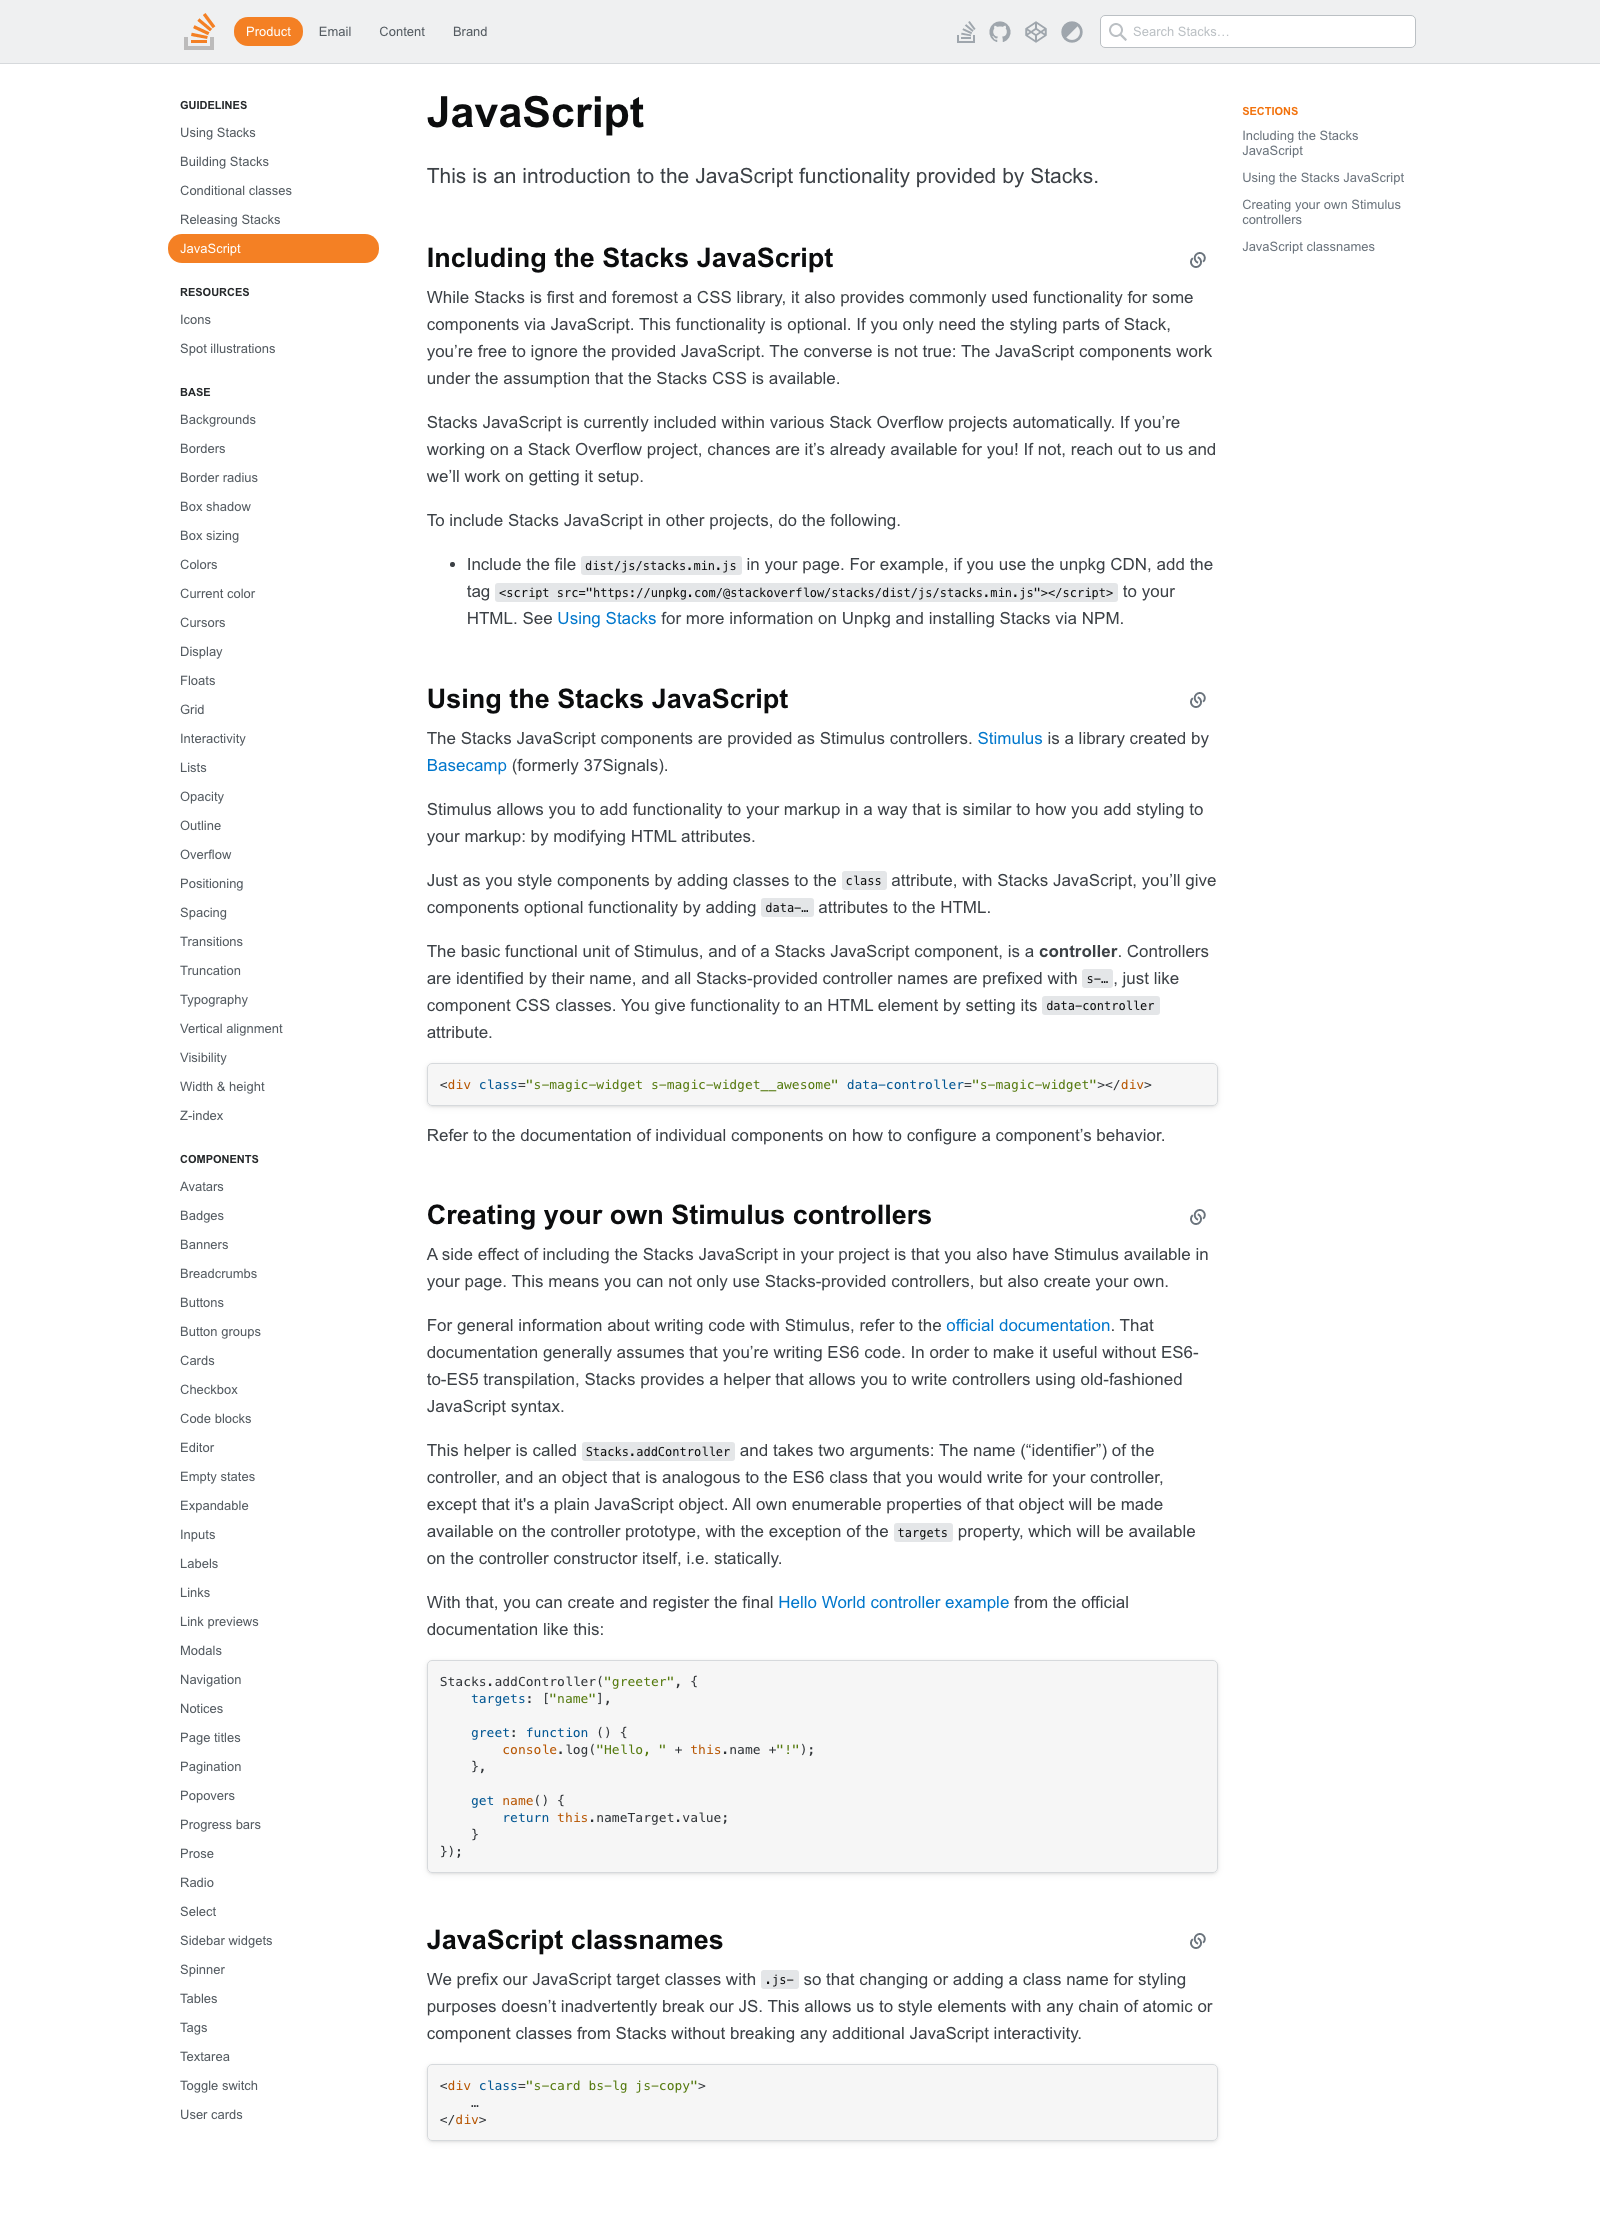 Product
Email
Content
Brand
Search Stacks…
GUIDELINES
Using Stacks
Building Stacks
Conditional classes
Releasing Stacks
JavaScript
RESOURCES
Icons
Spot illustrations
BASE
Backgrounds
Borders
Border radius
Box shadow
Box sizing
Colors
Current color
Cursors
Display
Floats
Grid
Interactivity
Lists
Opacity
Outline
Overflow
Positioning
Spacing
Transitions
Truncation
Typography
Vertical alignment
Visibility
Width & height
Z-index
COMPONENTS
Avatars
Badges
Banners
Breadcrumbs
Buttons
Button groups
Cards
Checkbox
Code blocks
Editor
Empty states
Expandable
Inputs
Labels
Links
Link previews
Modals
Navigation
Notices
Page titles
Pagination
Popovers
Progress bars
Prose
Radio
Select
Sidebar widgets
Spinner
Tables
Tags
Textarea
Toggle switch
User cards
JavaScript
This is an introduction to the JavaScript functionality provided by Stacks.
Including the Stacks JavaScript
While Stacks is first and foremost a CSS library, it also provides commonly used functionality for some
components via JavaScript. This functionality is optional. If you only need the styling parts of Stack,
you’re free to ignore the provided JavaScript. The converse is not true: The JavaScript components work
under the assumption that the Stacks CSS is available.
Stacks JavaScript is currently included within various Stack Overflow projects automatically. If you’re
working on a Stack Overflow project, chances are it’s already available for you! If not, reach out to us and
we’ll work on getting it setup.
To include Stacks JavaScript in other projects, do the following.
• Include the file dist/js/stacks.min.js in your page. For example, if you use the unpkg CDN, add the
tag <script src="https://unpkg.com/@stackoverflow/stacks/dist/js/stacks.min.js"></script> to your
HTML. See Using Stacks for more information on Unpkg and installing Stacks via NPM.
Using the Stacks JavaScript
The Stacks JavaScript components are provided as Stimulus controllers. Stimulus is a library created by
Basecamp (formerly 37Signals).
Stimulus allows you to add functionality to your markup in a way that is similar to how you add styling to
your markup: by modifying HTML attributes.
Just as you style components by adding classes to the class attribute, with Stacks JavaScript, you’ll give
components optional functionality by adding data-… attributes to the HTML.
The basic functional unit of Stimulus, and of a Stacks JavaScript component, is a controller. Controllers
are identified by their name, and all Stacks-provided controller names are prefixed with s-…, just like
component CSS classes. You give functionality to an HTML element by setting its data-controller
attribute.
<div class="s-magic-widget s-magic-widget__awesome" data-controller="s-magic-widget"></div>
Refer to the documentation of individual components on how to configure a component’s behavior.
Creating your own Stimulus controllers
A side effect of including the Stacks JavaScript in your project is that you also have Stimulus available in
your page. This means you can not only use Stacks-provided controllers, but also create your own.
For general information about writing code with Stimulus, refer to the official documentation. That
documentation generally assumes that you’re writing ES6 code. In order to make it useful without ES6-
to-ES5 transpilation, Stacks provides a helper that allows you to write controllers using old-fashioned
JavaScript syntax.
This helper is called Stacks.addController and takes two arguments: The name (“identifier”) of the
controller, and an object that is analogous to the ES6 class that you would write for your controller,
except that it's a plain JavaScript object. All own enumerable properties of that object will be made
available on the controller prototype, with the exception of the targets property, which will be available
on the controller constructor itself, i.e. statically.
With that, you can create and register the final Hello World controller example from the official
documentation like this:
Stacks.addController("greeter", {
    targets: ["name"],
    greet: function () {
        console.log("Hello, " + this.name +"!");
    },
    get name() {
        return this.nameTarget.value;
    }
});
JavaScript classnames
We prefix our JavaScript target classes with .js- so that changing or adding a class name for styling
purposes doesn’t inadvertently break our JS. This allows us to style elements with any chain of atomic or
component classes from Stacks without breaking any additional JavaScript interactivity.
<div class="s-card bs-lg js-copy">
    …
</div>
SECTIONS
Including the Stacks
JavaScript
Using the Stacks JavaScript
Creating your own Stimulus
controllers
JavaScript classnames